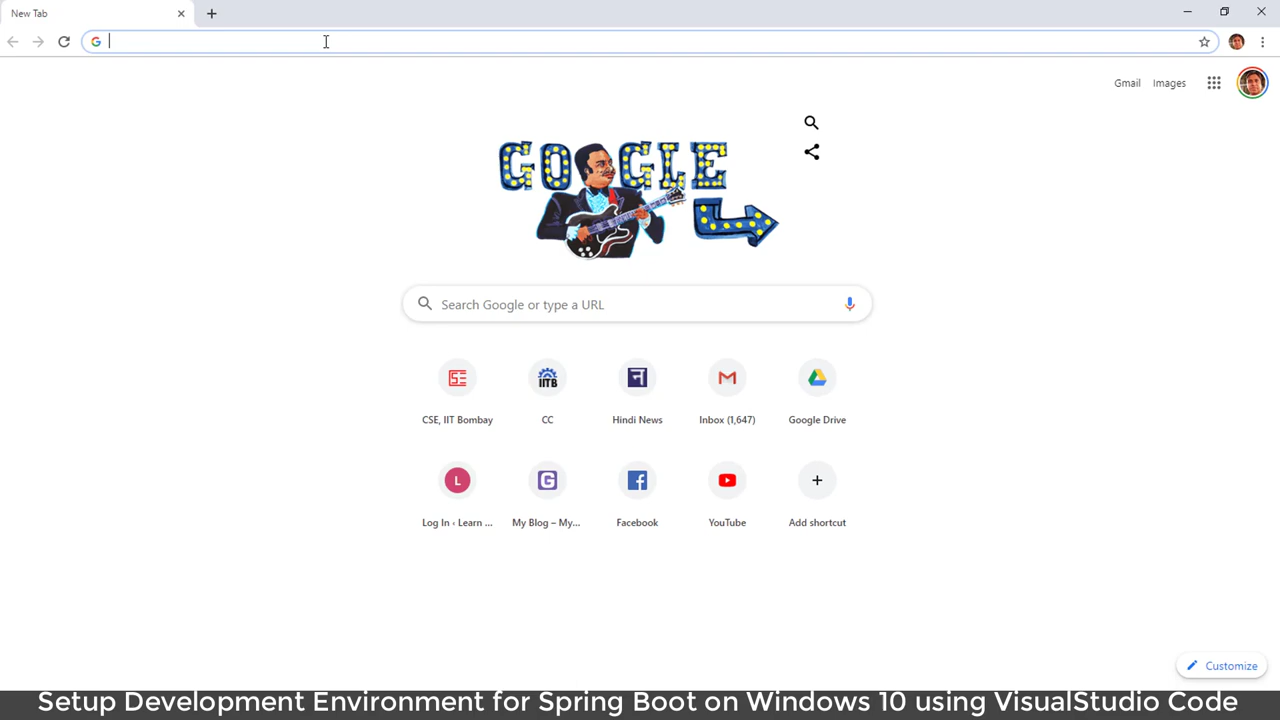 New Tab
Gmail Images
GOOGLE
Search Google or type a URL
CSE, IIT Bombay CC Hindi News Inbox (1,647) Google Drive
Log In ‹ Learn ... My Blog – My... Facebook YouTube Add shortcut
Customize
Setup Development Environment for Spring Boot on Windows 10 using VisualStudio Code